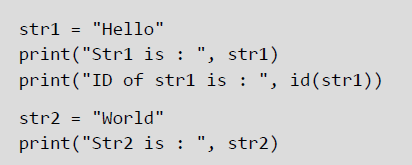 str1 = "Hello"
print("Str1 is : ", str1)
print("ID of str1 is : ", id(str1))
str2 = "World"
print("Str2 is : ", str2)